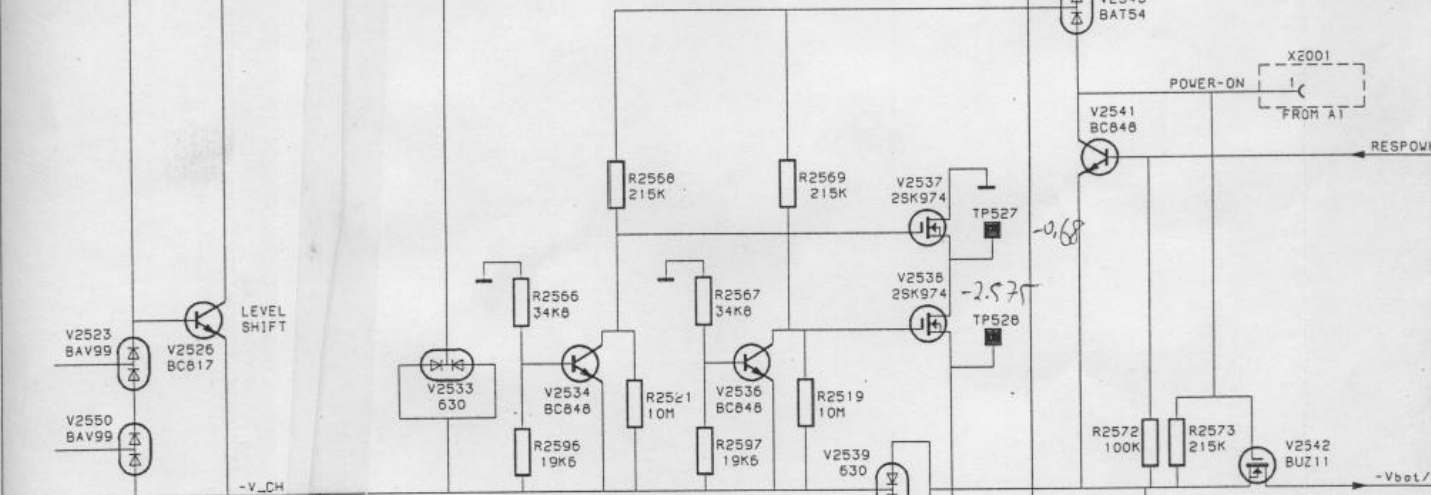 BAT54
X2001
POWER-ON
1
FROM A1
V2541
BC848
RESPOW
R2568
215K
R2569
215K
V2537
2SK974
TP527
-0,68
V2538
2SK974
-2.575
TP528
R2566
34K8
R2567
34K8
LEVEL
SHIFT
V2523
BAV99
V2526
BC817
V2533
630
V2534
BC848
R2521
10M
V2536
BC848
R2519
10M
V2550
BAV99
R2596
19K6
R2597
19K6
V2539
630
R2572
100K
R2573
215K
V2542
BUZ11
-V_CH
-Vbat/